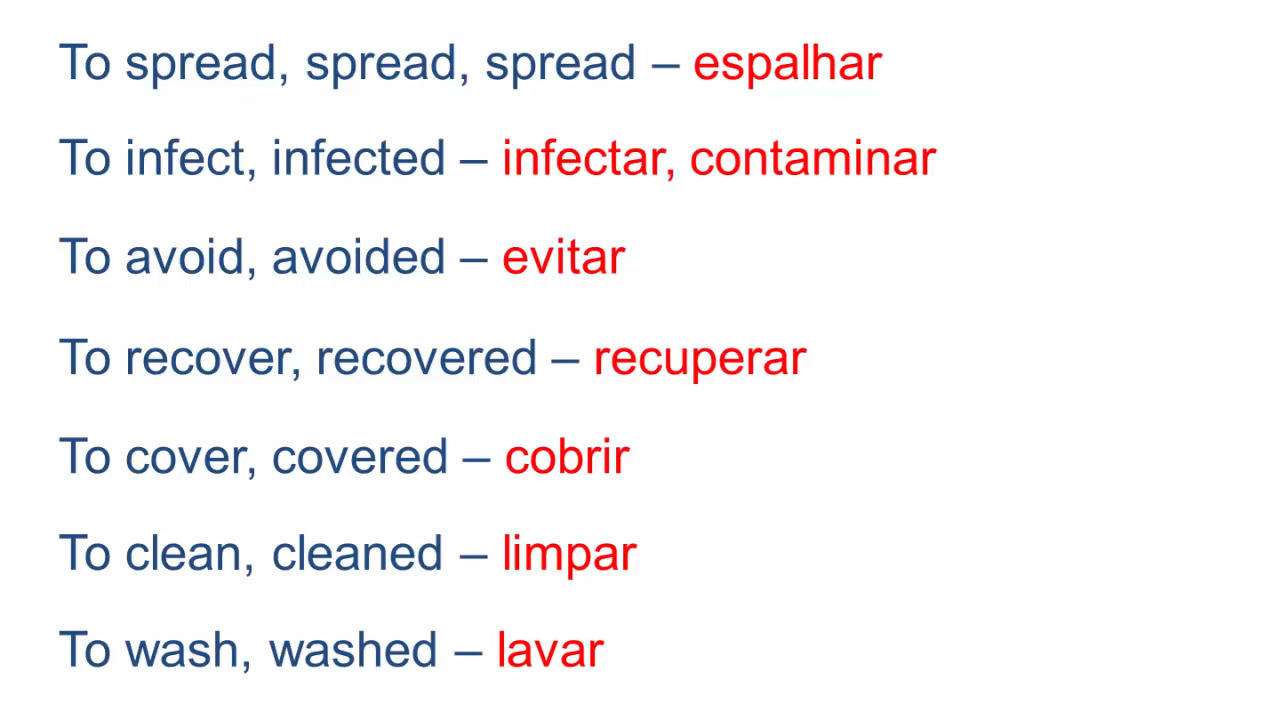 To spread, spread, spread – espalhar
To infect, infected – infectar, contaminar
To avoid, avoided – evitar
To recover, recovered – recuperar
To cover, covered – cobrir
To clean, cleaned – limpar
To wash, washed – lavar